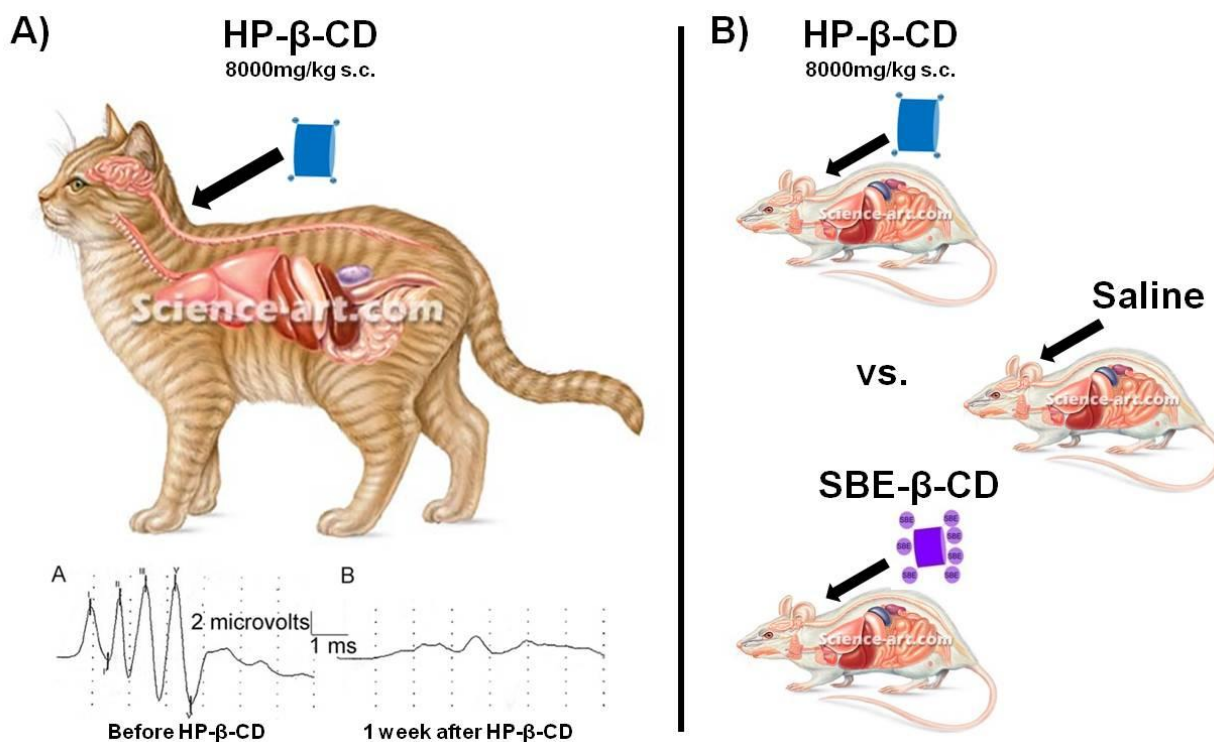 A)
HP-β-CD
8000mg/kg s.c.
Science-art.com
A
I
II
III
V
2 microvolts
1 ms
B
Before HP-β-CD
1 week after HP-β-CD
B)
HP-β-CD
8000mg/kg s.c.
Science-art.com
Saline
vs.
Science-art.com
SBE-β-CD
SBE
SBE
SBE
SBE
SBE
SBE
SBE
Science-art.com